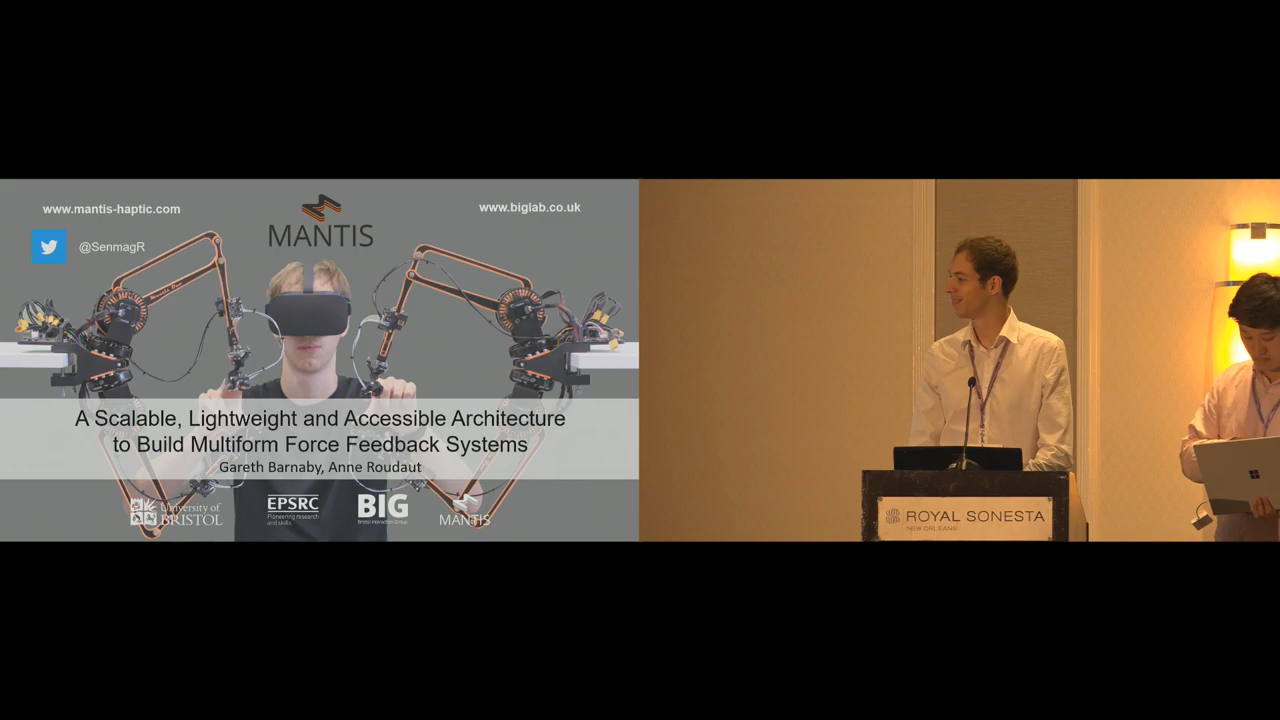 www.mantis-haptic.com
www.biglab.co.uk
MANTIS
@SenmagR
Mantis Duo
A Scalable, Lightweight and Accessible Architecture
to Build Multiform Force Feedback Systems
Gareth Barnaby, Anne Roudaut
University of
BRISTOL
EPSRC
Pioneering research
and skills
BIG
Bristol Interaction Group
MANTIS
ROYAL SONESTA
NEW ORLEANS